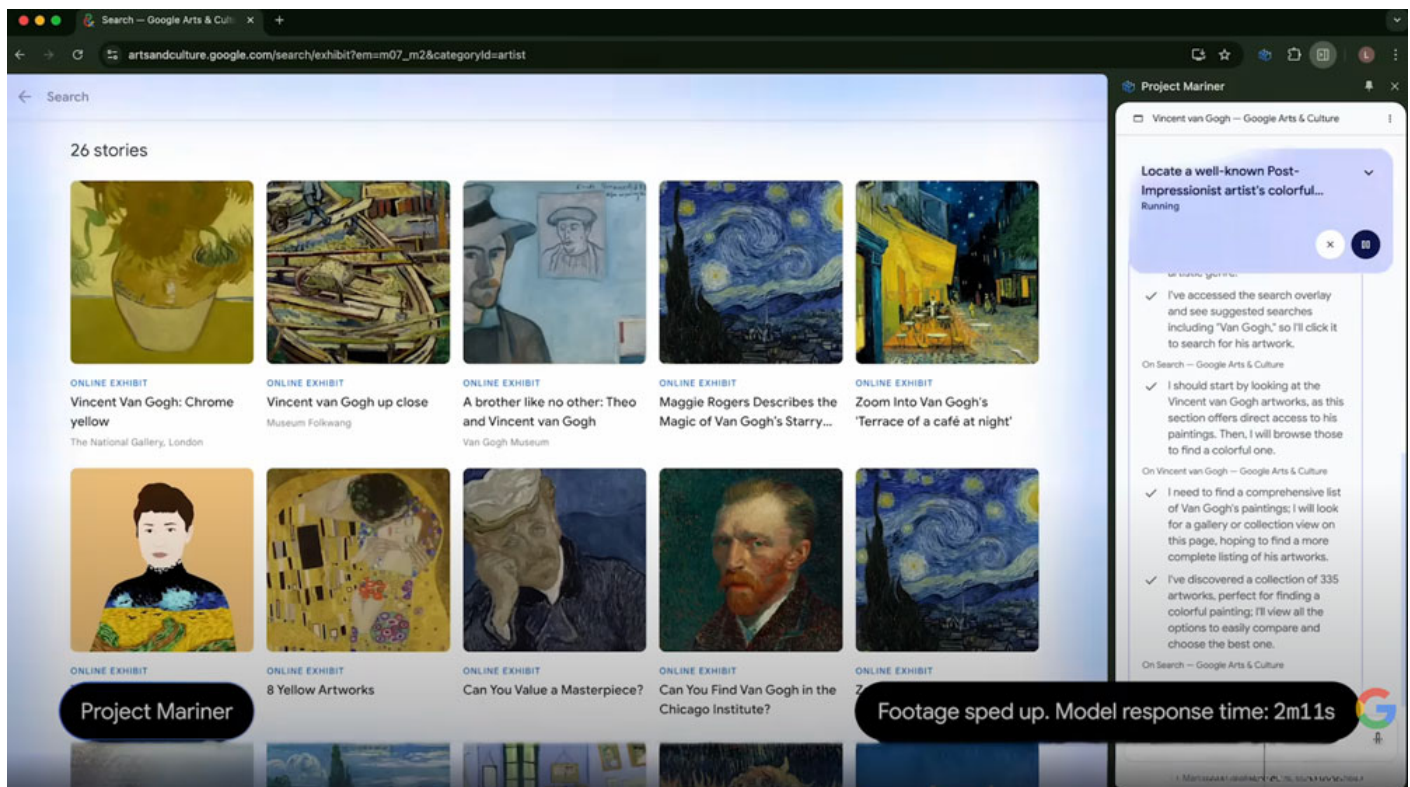 Search — Google Arts & Cult
artsandculture.google.com/search/exhibit?em=m07_m2&categoryId=artist
L
Search
26 stories
ONLINE EXHIBIT
Vincent Van Gogh: Chrome
yellow
The National Gallery, London
ONLINE EXHIBIT
Vincent van Gogh up close
Museum Folkwang
ONLINE EXHIBIT
A brother like no other: Theo
and Vincent van Gogh
Van Gogh Museum
ONLINE EXHIBIT
Maggie Rogers Describes the
Magic of Van Gogh's Starry...
ONLINE EXHIBIT
Zoom Into Van Gogh's
'Terrace of a café at night'
ONLINE EXHIBIT
ONLINE EXHIBIT
8 Yellow Artworks
ONLINE EXHIBIT
Can You Value a Masterpiece?
ONLINE EXHIBIT
Can You Find Van Gogh in the
Chicago Institute?
ONLINE EXHIBIT
Project Mariner
Footage sped up. Model response time: 2m11s
Project Mariner
Vincent van Gogh — Google Arts & Culture
Locate a well-known Post-
Impressionist artist's colorful...
Running
artistic genre.
I've accessed the search overlay
and see suggested searches
including "Van Gogh," so I'll click it
to search for his artwork.
On Search — Google Arts & Culture
I should start by looking at the
Vincent van Gogh artworks, as this
section offers direct access to his
paintings. Then, I will browse those
to find a colorful one.
On Vincent van Gogh — Google Arts & Culture
I need to find a comprehensive list
of Van Gogh's paintings; I will look
for a gallery or collection view on
this page, hoping to find a more
complete listing of his artworks.
I've discovered a collection of 335
artworks, perfect for finding a
colorful painting; I'll view all the
options to easily compare and
choose the best one.
On Search — Google Arts & Culture